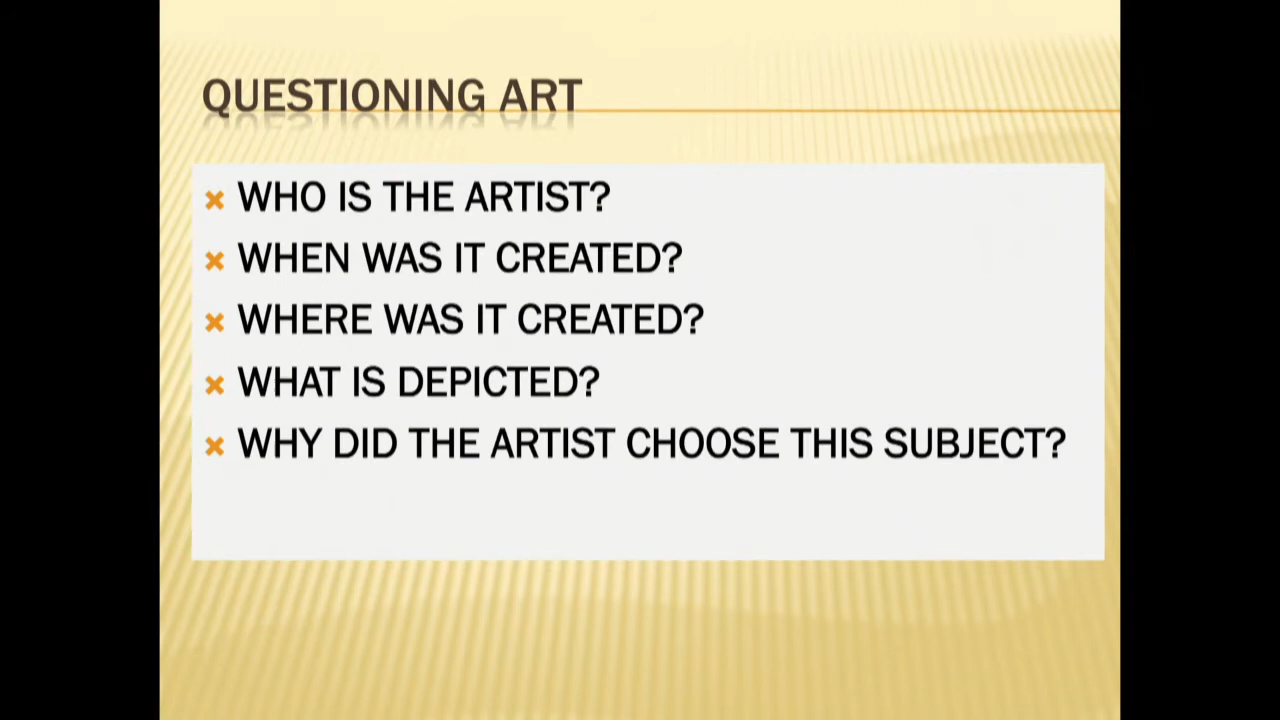 QUESTIONING ART
WHO IS THE ARTIST?
WHEN WAS IT CREATED?
WHERE WAS IT CREATED?
WHAT IS DEPICTED?
WHY DID THE ARTIST CHOOSE THIS SUBJECT?